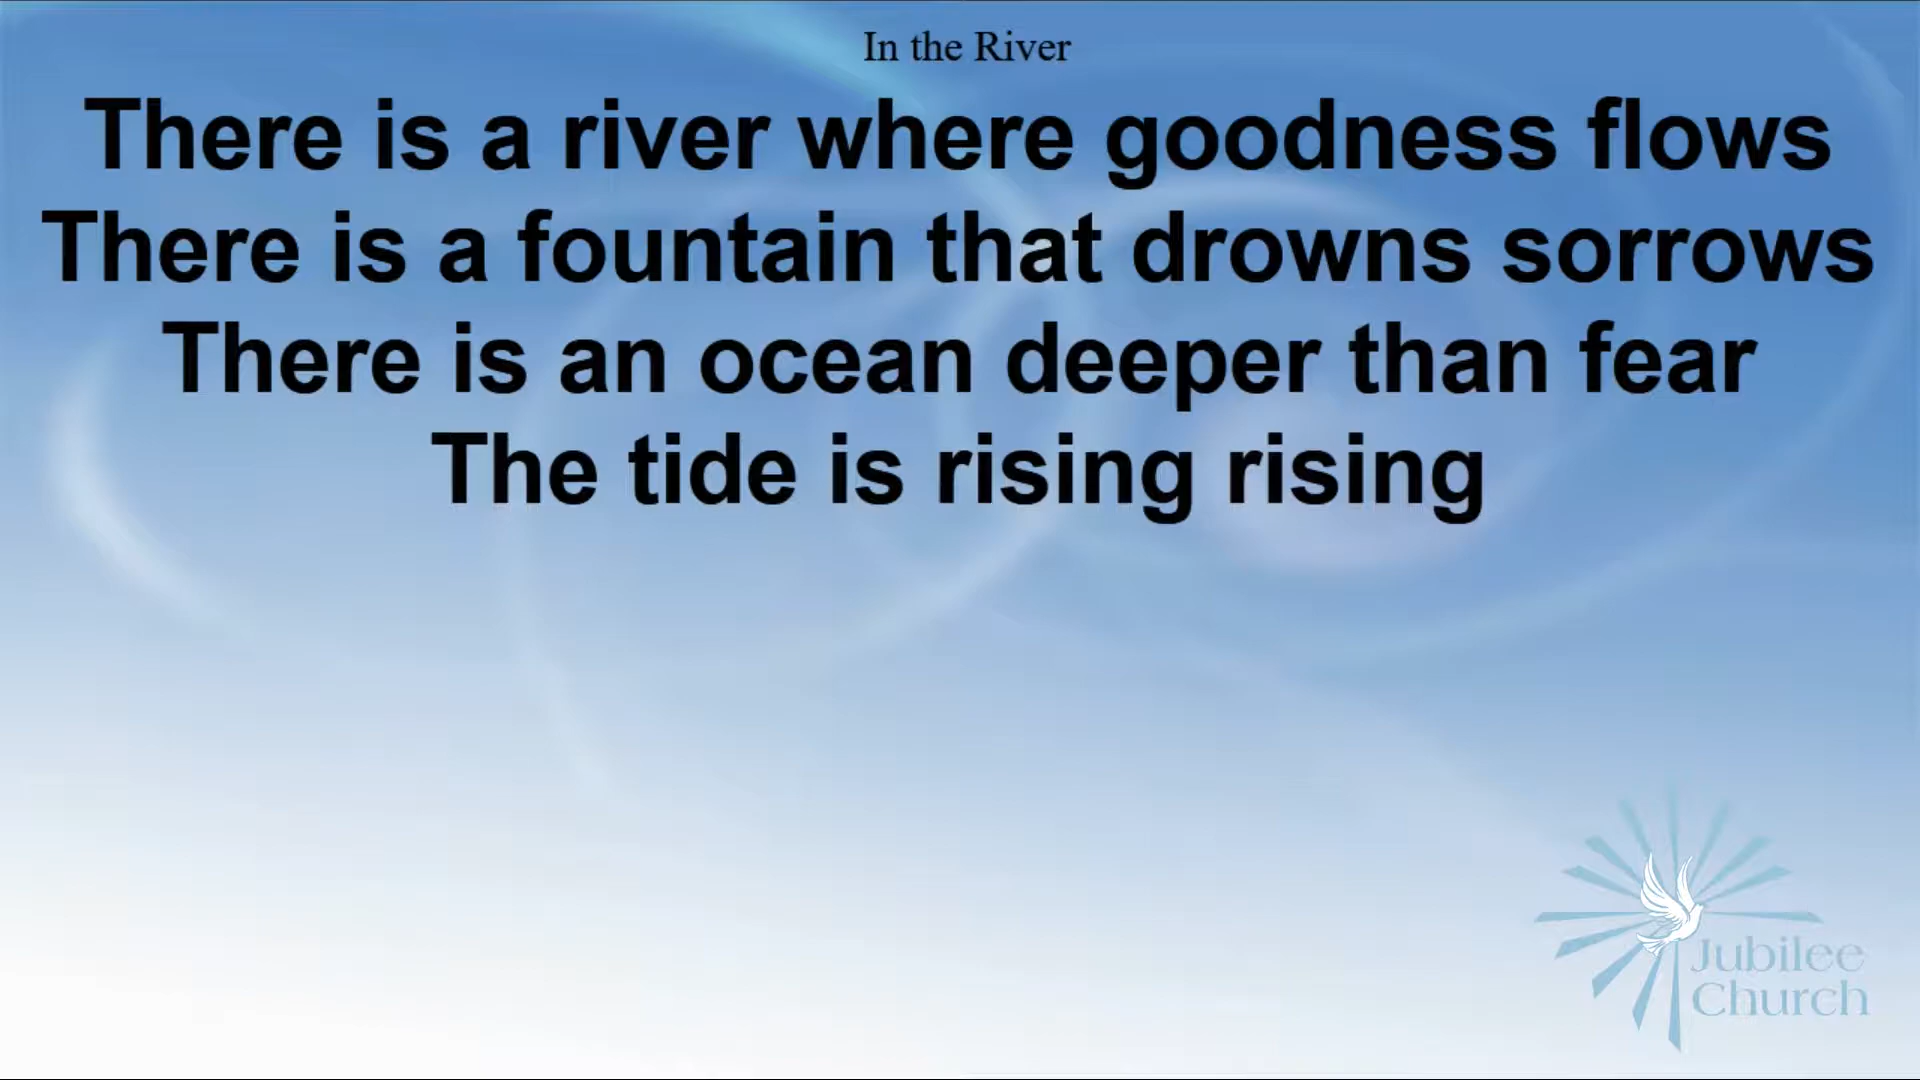 In the River
There is a river where goodness flows
There is a fountain that drowns sorrows
There is an ocean deeper than fear
The tide is rising rising
Jubilee
Church